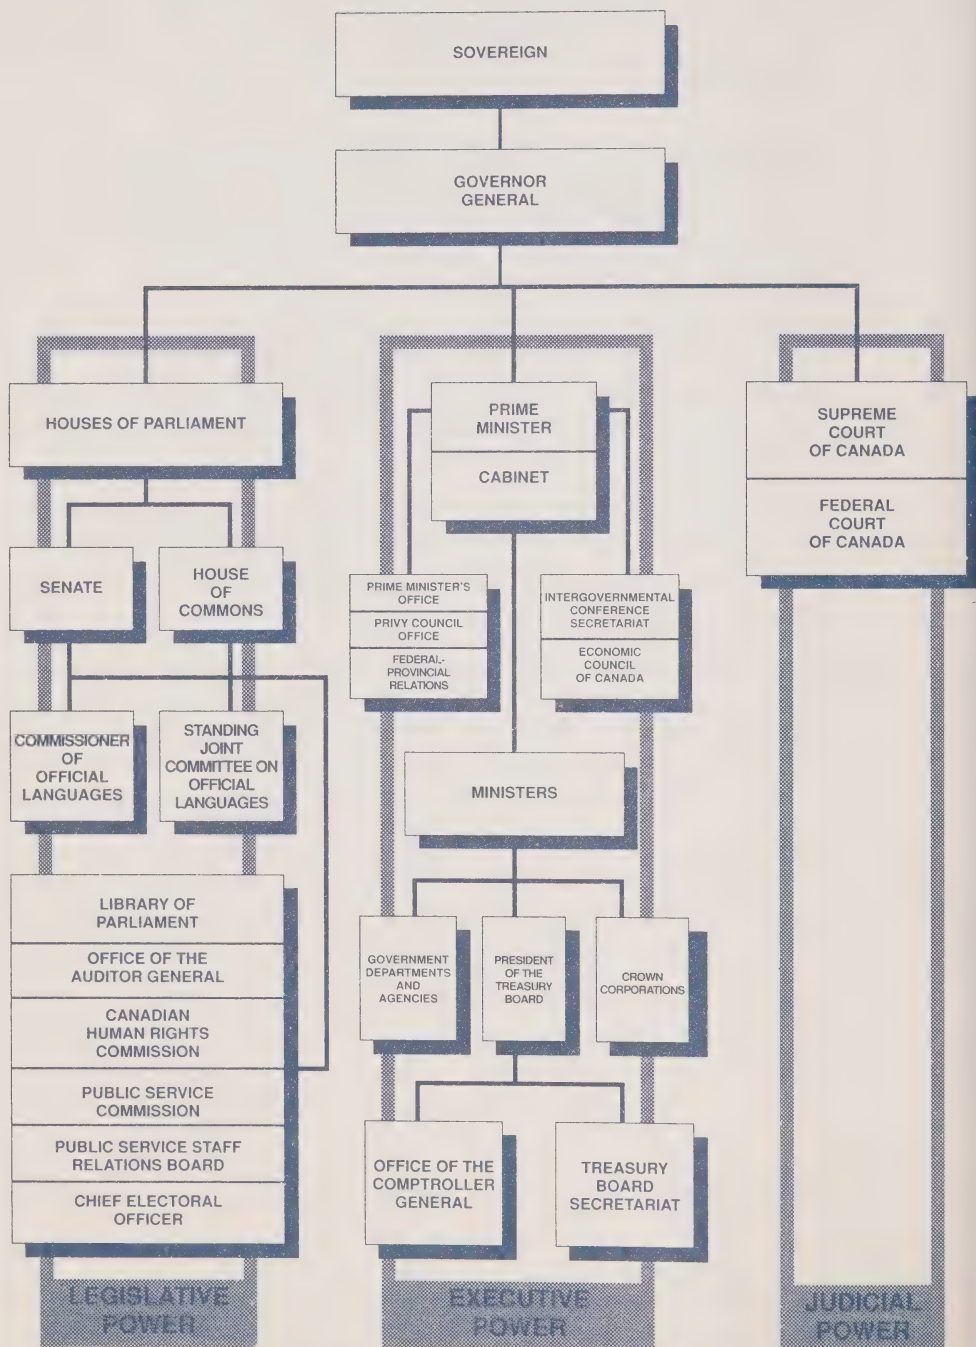 SOVEREIGN
GOVERNOR
GENERAL
HOUSES OF PARLIAMENT
SENATE
HOUSE
OF
COMMONS
COMMISSIONER
OF
OFFICIAL
LANGUAGES
STANDING
JOINT
COMMITTEE ON
OFFICIAL
LANGUAGES
LIBRARY OF
PARLIAMENT
OFFICE OF THE
AUDITOR GENERAL
CANADIAN
HUMAN RIGHTS
COMMISSION
PUBLIC SERVICE
COMMISSION
PUBLIC SERVICE STAFF
RELATIONS BOARD
CHIEF ELECTORAL
OFFICER
LEGISLATIVE
POWER
PRIME
MINISTER
CABINET
PRIME MINISTER'S
OFFICE
PRIVY COUNCIL
OFFICE
FEDERAL-
PROVINCIAL
RELATIONS
INTERGOVERNMENTAL
CONFERENCE
SECRETARIAT
ECONOMIC
COUNCIL
OF CANADA
MINISTERS
GOVERNMENT
DEPARTMENTS
AND
AGENCIES
PRESIDENT
OF THE
TREASURY
BOARD
CROWN
CORPORATIONS
OFFICE OF THE
COMPTROLLER
GENERAL
TREASURY
BOARD
SECRETARIAT
EXECUTIVE
POWER
SUPREME
COURT
OF CANADA
FEDERAL
COURT
OF CANADA
JUDICIAL
POWER